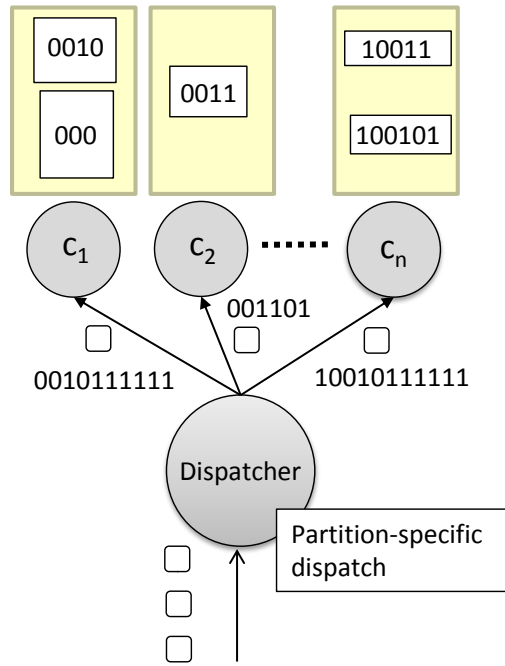 0010
000
0011
10011
100101
c1
c2
cn
001101
0010111111
10010111111
Dispatcher
Partition-specific
dispatch